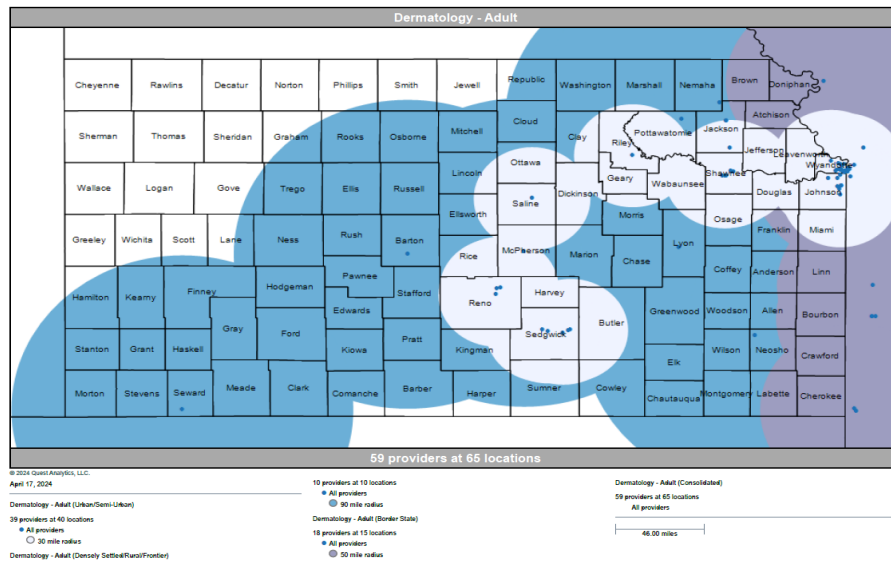 Dermatology - Adult
Cheyenne Rawlins Decatur Norton Phillips Smith Jewell Republic Washington Marshall Nemaha Brown Doniphan
Sherman Thomas Sheridan Graham Rooks Osborne Mitchell Cloud Clay Riley Pottawatomie Jackson Atchison
Jefferson Leavenworth Wyandotte
Wallace Logan Gove Trego Ellis Russell Lincoln Ottawa Saline Dickinson Geary Wabaunsee Shawnee Douglas Johnson
Greeley Wichita Scott Lane Ness Rush Barton Ellsworth McPherson Marion Morris Chase Lyon Osage Franklin Miami
Hamilton Kearny Finney Hodgeman Pawnee Stafford Rice Reno Harvey Coffey Anderson Linn
Gray Ford Edwards Sedgwick Butler Greenwood Woodson Allen Bourbon
Stanton Grant Haskell Kiowa Pratt Kingman Elk Wilson Neosho Crawford
Morton Stevens Seward Meade Clark Comanche Barber Harper Sumner Cowley Chautauqua Montgomery Labette Cherokee
59 providers at 65 locations
© 2024 Quest Analytics, LLC.
April 17, 2024
Dermatology - Adult (Urban/Semi-Urban)
39 providers at 40 locations
All providers
30 mile radius
Dermatology - Adult (Densely Settled/Rural/Frontier)
10 providers at 10 locations
All providers
90 mile radius
Dermatology - Adult (Border State)
18 providers at 15 locations
All providers
50 mile radius
Dermatology - Adult (Consolidated)
59 providers at 65 locations
All providers
46.00 miles